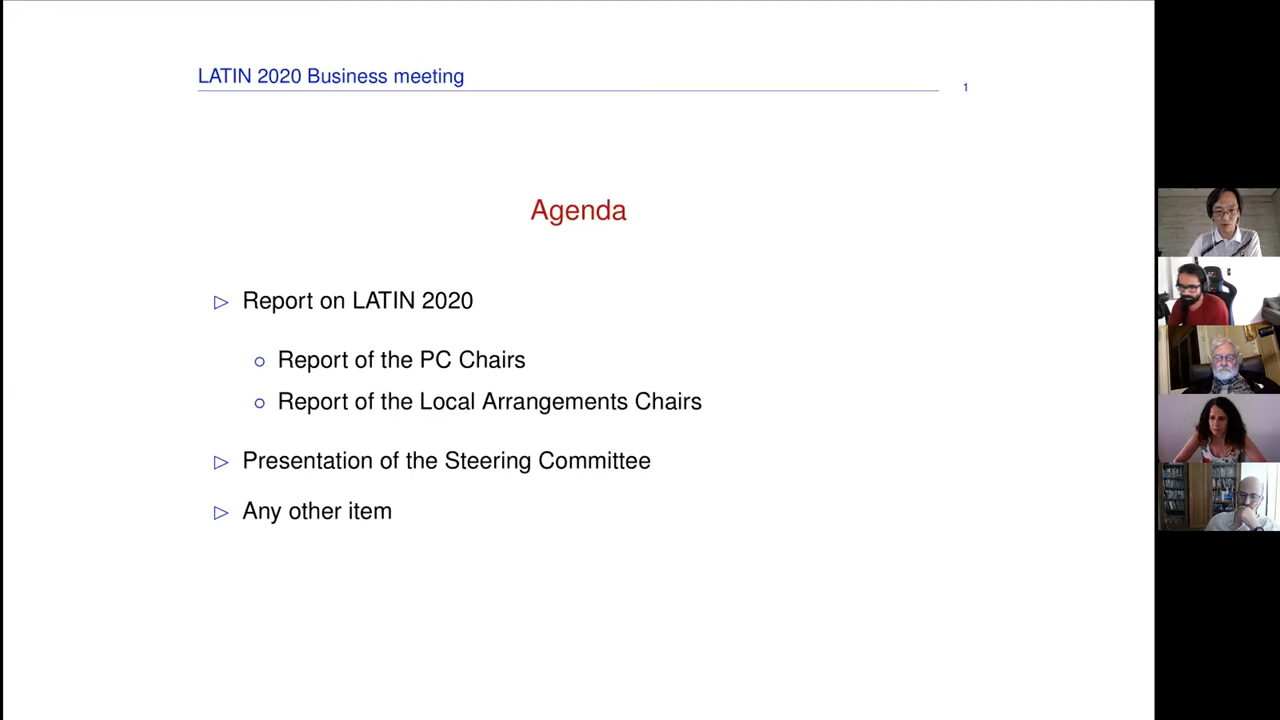 LATIN 2020 Business meeting
1
Agenda
▷ Report on LATIN 2020
○ Report of the PC Chairs
○ Report of the Local Arrangements Chairs
▷ Presentation of the Steering Committee
▷ Any other item